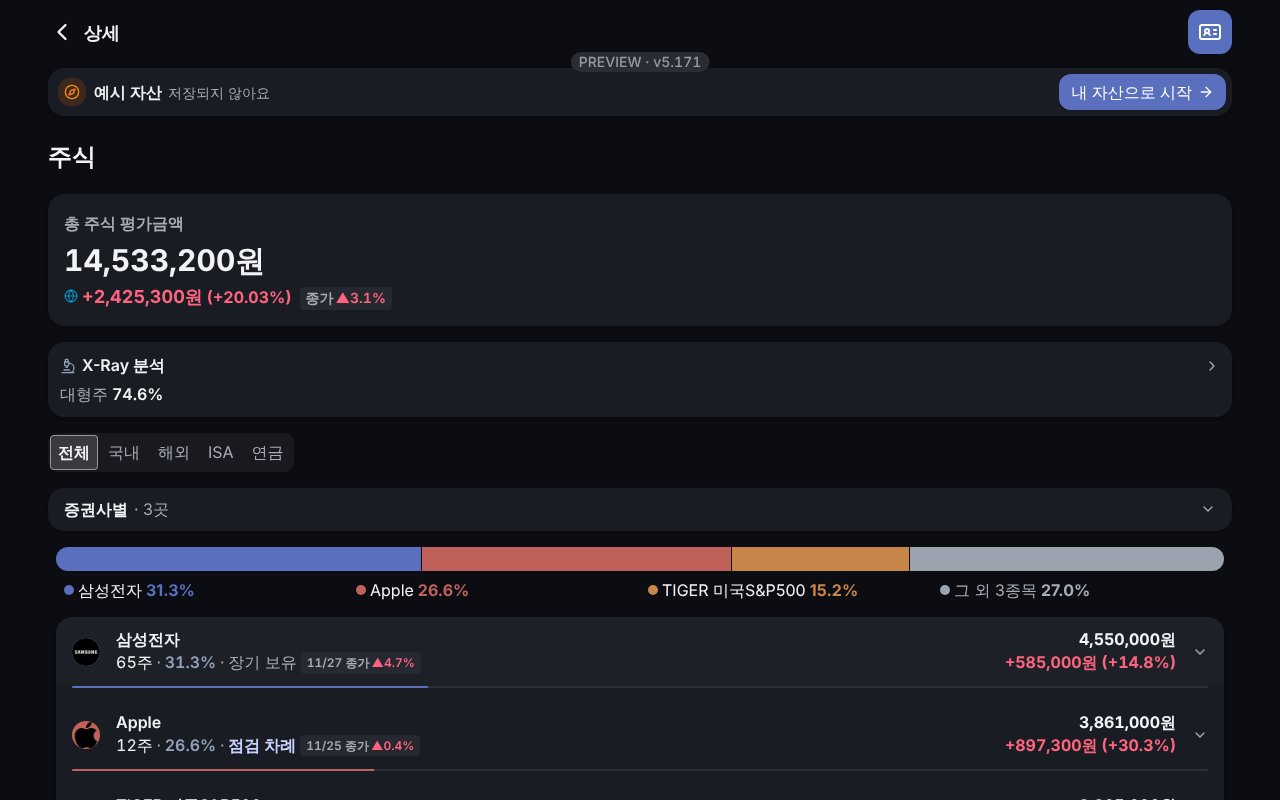 상세
PREVIEW · v5.171
예시 자산 저장되지 않아요
내 자산으로 시작
주식
총 주식 평가금액
14,533,200원
+2,425,300원 (+20.03%) 종가 ▲3.1%
X-Ray 분석
대형주 74.6%
전체 국내 해외 ISA 연금
증권사별 · 3곳
삼성전자 31.3% Apple 26.6% TIGER 미국S&P500 15.2% 그 외 3종목 27.0%
SAMSUNG
삼성전자 4,550,000원
65주 · 31.3% · 장기 보유 11/27 종가 ▲4.7% +585,000원 (+14.8%)
Apple 3,861,000원
12주 · 26.6% · 점검 차례 11/25 종가 ▲0.4% +897,300원 (+30.3%)